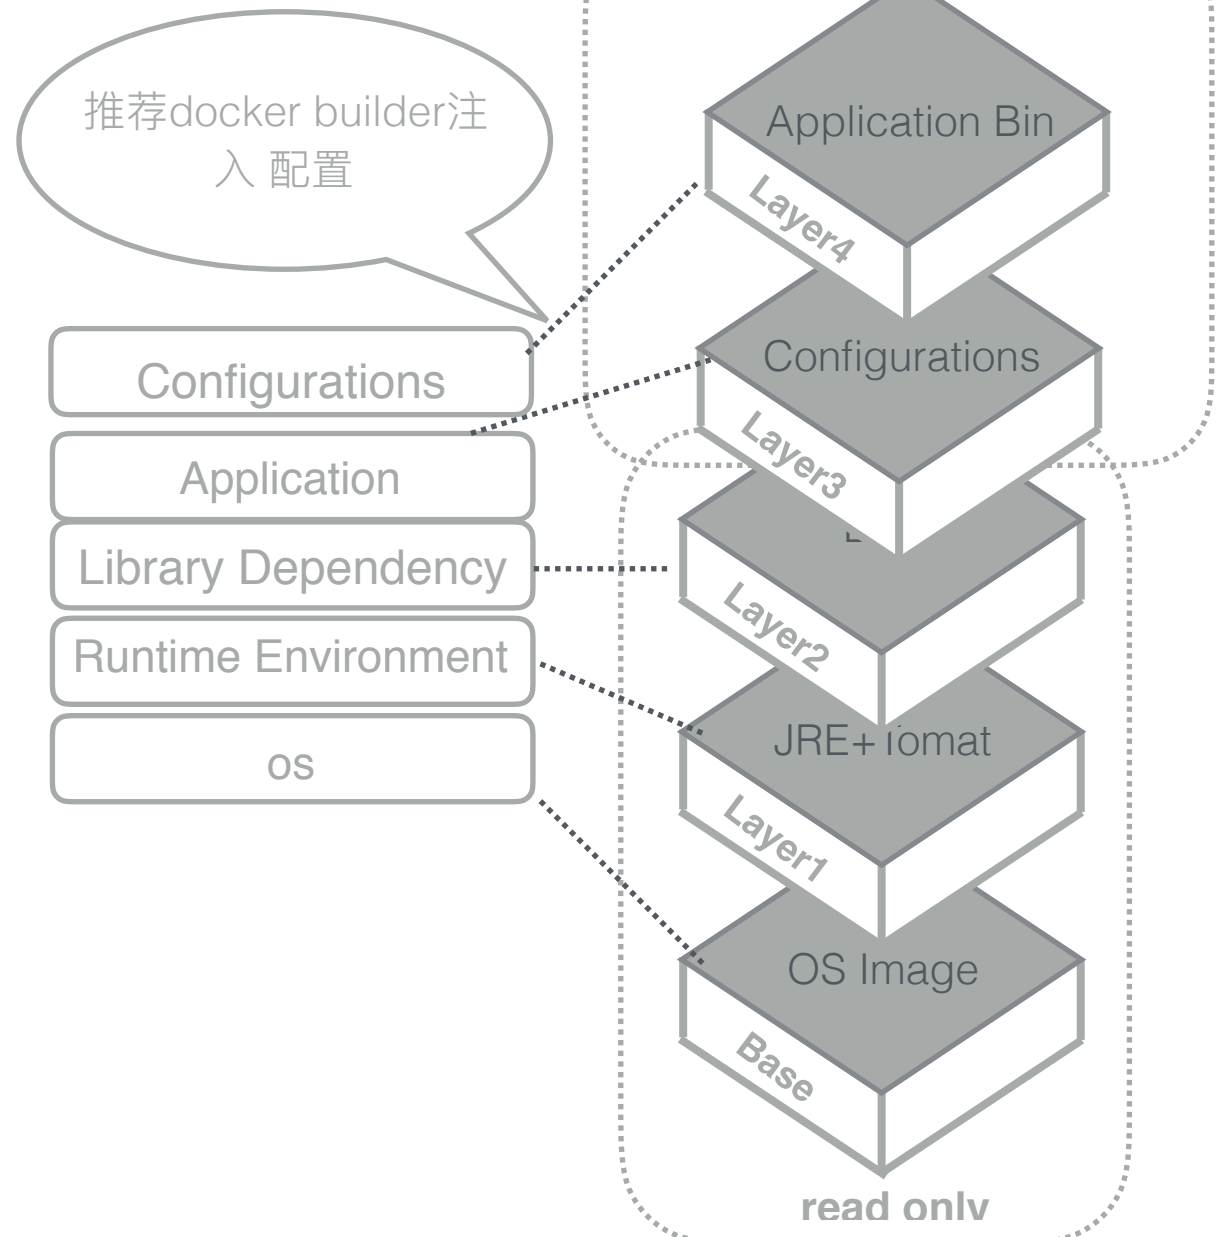 推荐docker builder注
入 配置
Configurations
Application
Library Dependency
Runtime Environment
os
Application Bin
Layer4
Configurations
Layer3
Layer2
JRE+Tomat
Layer1
OS Image
Base
read only